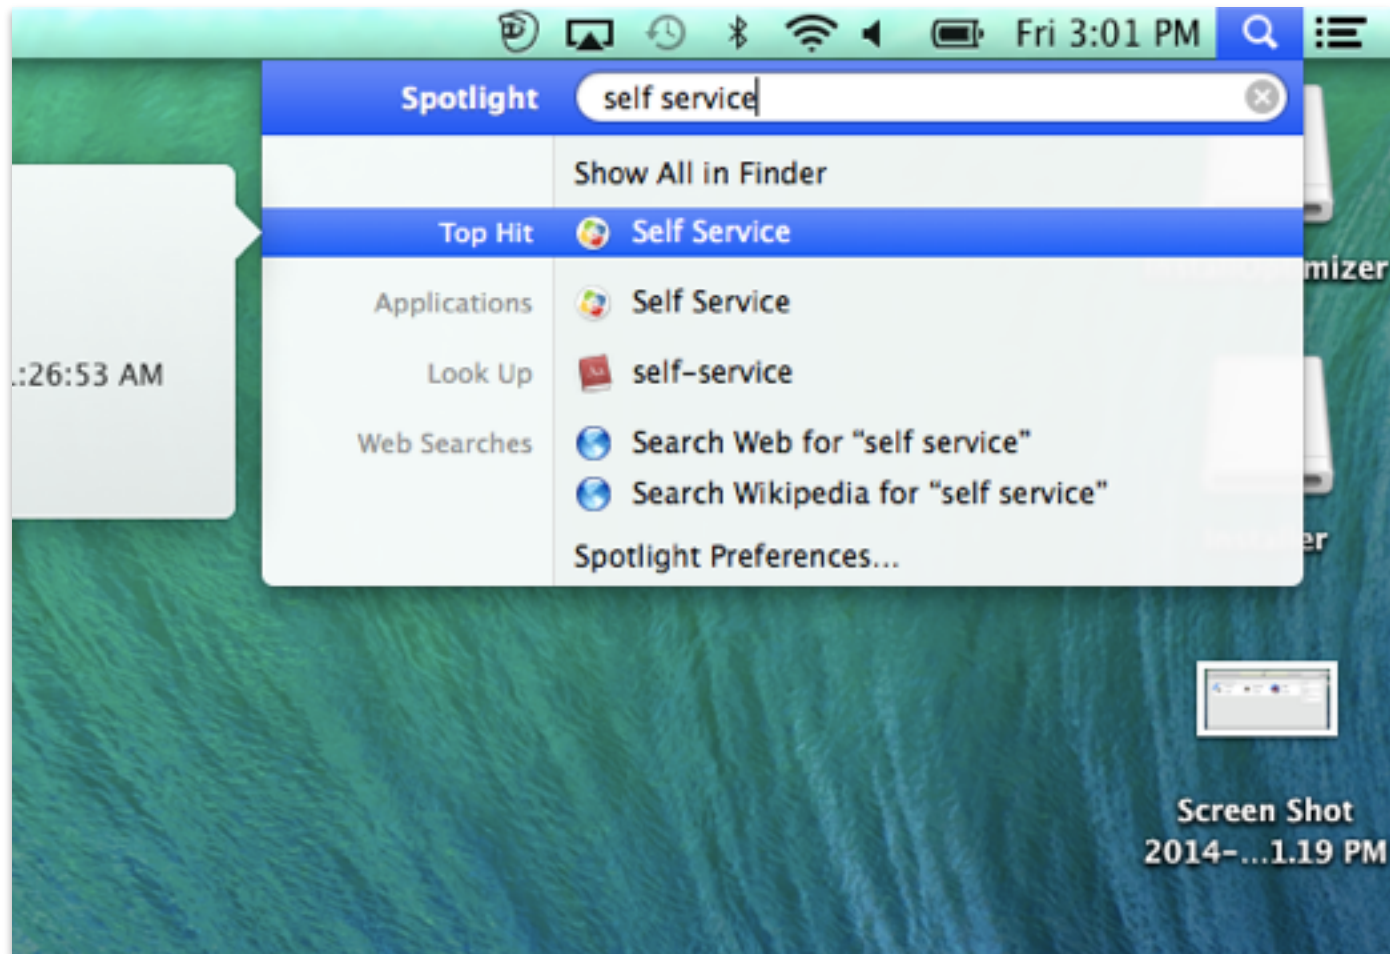 Fri 3:01 PM
Spotlight self service
Show All in Finder
Top Hit Self Service
mizer
Applications Self Service
:26:53 AM
Look Up self-service
Web Searches Search Web for “self service”
Search Wikipedia for “self service”
er
Spotlight Preferences...
Screen Shot
2014-...1.19 PM